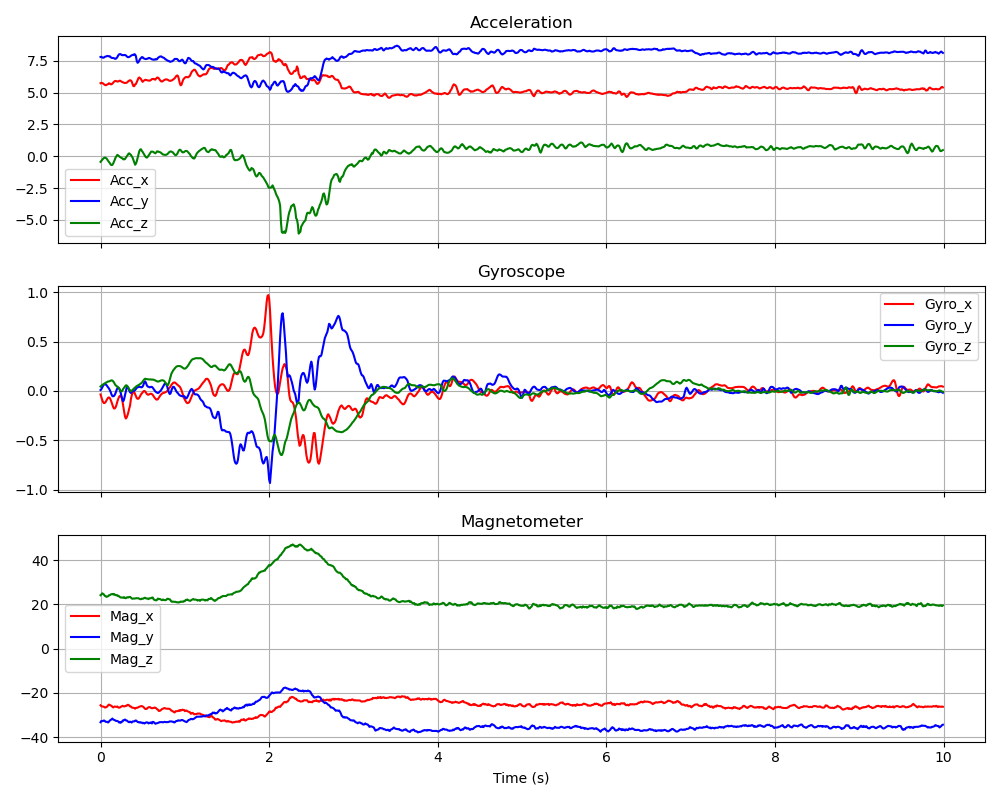 Acceleration
7.5
5.0
2.5
0.0
−2.5
−5.0
Acc_x
Acc_y
Acc_z
Gyroscope
1.0
0.5
0.0
−0.5
−1.0
Gyro_x
Gyro_y
Gyro_z
Magnetometer
40
20
0
−20
−40
Mag_x
Mag_y
Mag_z
0 2 4 6 8 10
Time (s)